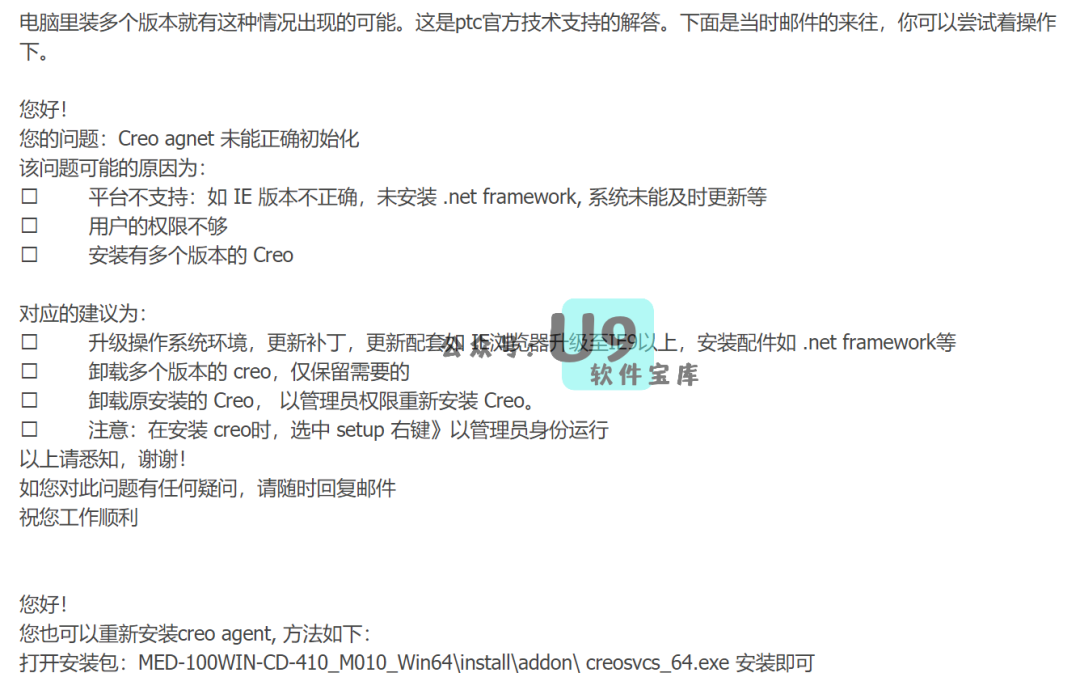 电脑里装多个版本就有这种情况出现的可能。这是ptc官方技术支持的解答。下面是当时邮件的来往，你可以尝试着操作
下。
您好！
您的问题：Creo agnet 未能正确初始化
该问题可能的原因为：
□ 平台不支持：如 IE 版本不正确，未安装 .net framework, 系统未能及时更新等
□ 用户的权限不够
□ 安装有多个版本的 Creo
对应的建议为：
□ 升级操作系统环境，更新补丁，更新配套如 IE浏览器升级至IE9以上，安装配件如 .net framework等
公众号：U9
软件宝库
□ 卸载多个版本的 creo，仅保留需要的
□ 卸载原安装的 Creo， 以管理员权限重新安装 Creo。
□ 注意：在安装 creo时，选中 setup 右键》以管理员身份运行
以上请悉知，谢谢！
如您对此问题有任何疑问，请随时回复邮件
祝您工作顺利
您好！
您也可以重新安装creo agent, 方法如下：
打开安装包：MED-100WIN-CD-410_M010_Win64\install\addon\ creosvcs_64.exe 安装即可